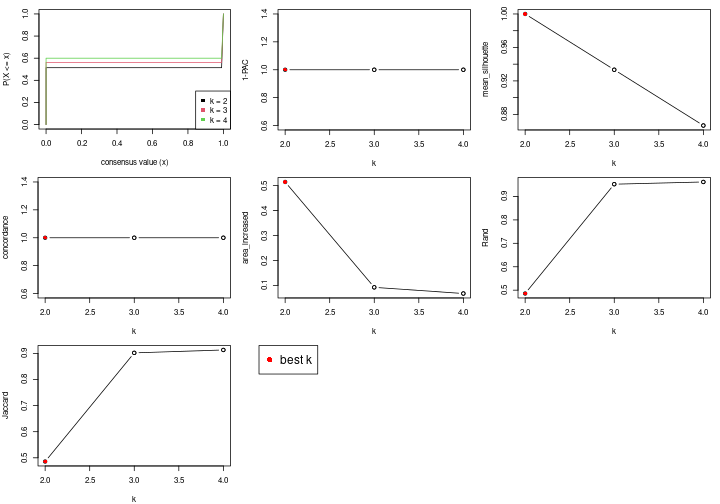 P(X <= x)
0.0 0.2 0.4 0.6 0.8 1.0
k = 2
k = 3
k = 4
0.0 0.2 0.4 0.6 0.8 1.0
consensus value (x)
1-PAC
0.6 0.8 1.0 1.2 1.4
2.0 2.5 3.0 3.5 4.0
k
mean_silhouette
0.88 0.92 0.96 1.00
2.0 2.5 3.0 3.5 4.0
k
concordance
0.6 0.8 1.0 1.2 1.4
2.0 2.5 3.0 3.5 4.0
k
area_increased
0.1 0.2 0.3 0.4 0.5
2.0 2.5 3.0 3.5 4.0
k
Rand
0.5 0.6 0.7 0.8 0.9
2.0 2.5 3.0 3.5 4.0
k
Jaccard
0.5 0.6 0.7 0.8 0.9
2.0 2.5 3.0 3.5 4.0
k
best k